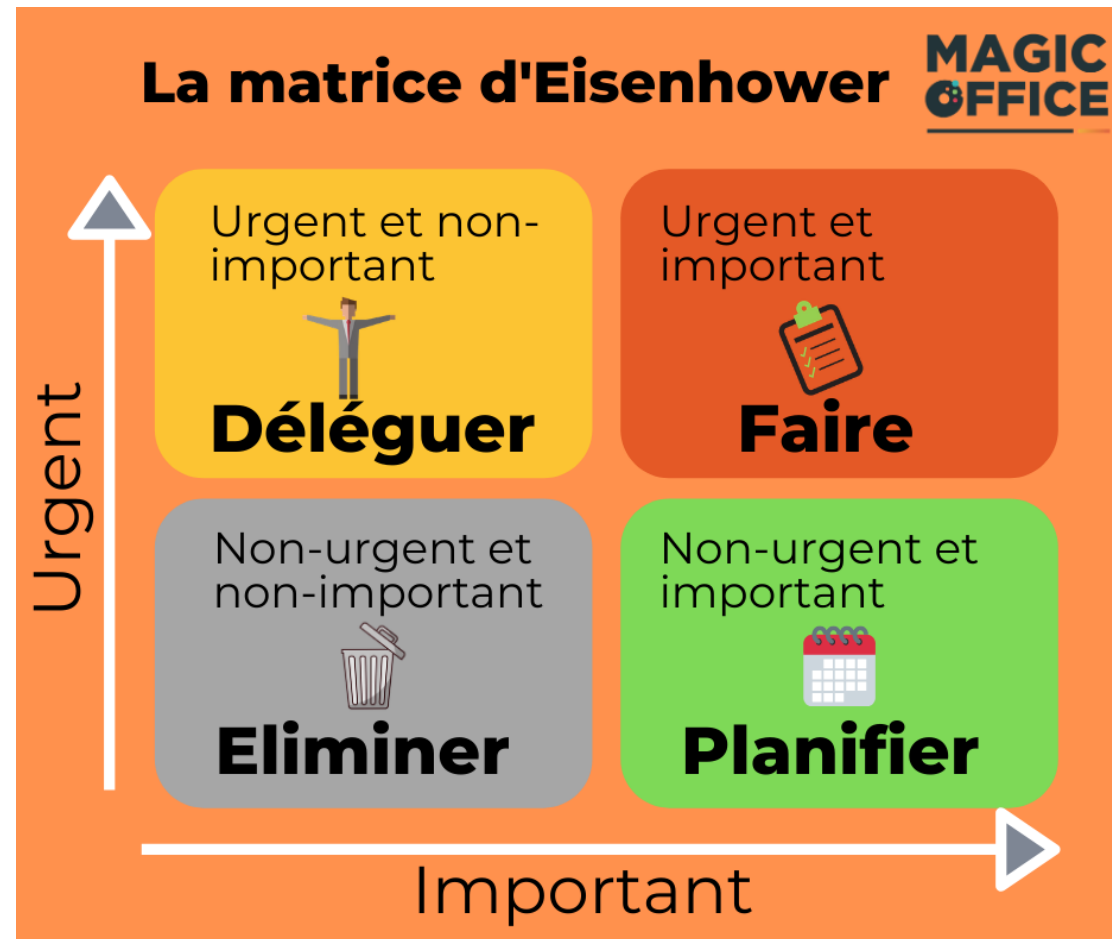 La matrice d'Eisenhower
MAGIC
OFFICE
Urgent et non-
important
Déléguer
Urgent et
important
Faire
Non-urgent et
non-important
Eliminer
Non-urgent et
important
Planifier
Urgent
Important